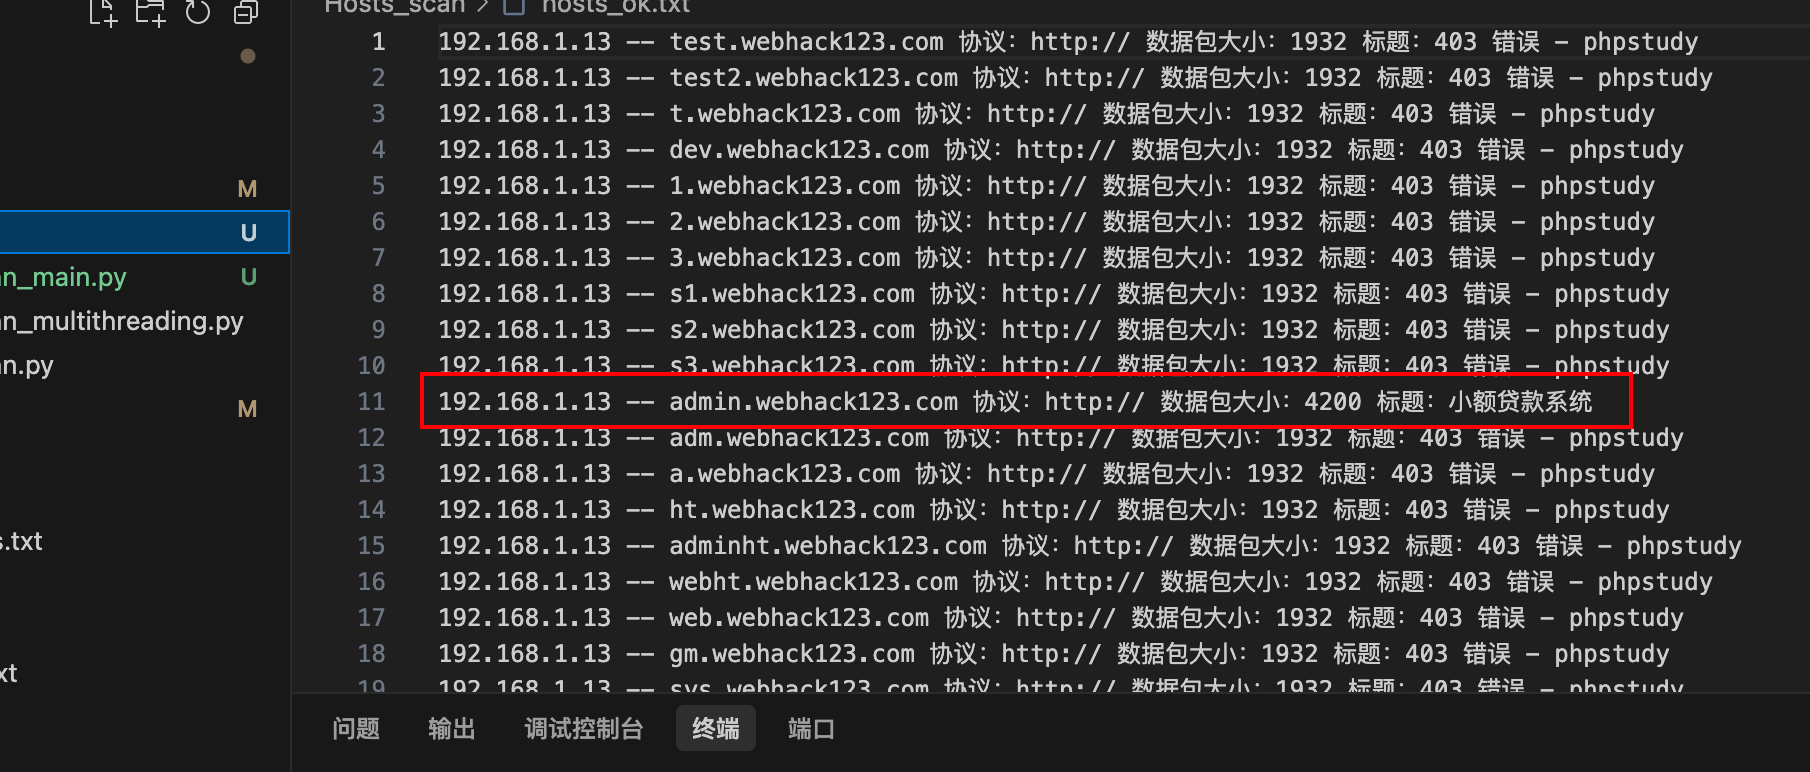 Hosts_scan > hosts_ok.txt
1 192.168.1.13 -- test.webhack123.com 协议：http:// 数据包大小：1932 标题：403 错误 - phpstudy
2 192.168.1.13 -- test2.webhack123.com 协议：http:// 数据包大小：1932 标题：403 错误 - phpstudy
3 192.168.1.13 -- t.webhack123.com 协议：http:// 数据包大小：1932 标题：403 错误 - phpstudy
M
4 192.168.1.13 -- dev.webhack123.com 协议：http:// 数据包大小：1932 标题：403 错误 - phpstudy
5 192.168.1.13 -- 1.webhack123.com 协议：http:// 数据包大小：1932 标题：403 错误 - phpstudy
U
6 192.168.1.13 -- 2.webhack123.com 协议：http:// 数据包大小：1932 标题：403 错误 - phpstudy
7 192.168.1.13 -- 3.webhack123.com 协议：http:// 数据包大小：1932 标题：403 错误 - phpstudy
an_main.py U
8 192.168.1.13 -- s1.webhack123.com 协议：http:// 数据包大小：1932 标题：403 错误 - phpstudy
an_multithreading.py
9 192.168.1.13 -- s2.webhack123.com 协议：http:// 数据包大小：1932 标题：403 错误 - phpstudy
an.py
10 192.168.1.13 -- s3.webhack123.com 协议：http:// 数据包大小：1932 标题：403 错误 - phpstudy
M
11 192.168.1.13 -- admin.webhack123.com 协议：http:// 数据包大小：4200 标题：小额贷款系统
12 192.168.1.13 -- adm.webhack123.com 协议：http:// 数据包大小：1932 标题：403 错误 - phpstudy
13 192.168.1.13 -- a.webhack123.com 协议：http:// 数据包大小：1932 标题：403 错误 - phpstudy
14 192.168.1.13 -- ht.webhack123.com 协议：http:// 数据包大小：1932 标题：403 错误 - phpstudy
s.txt
15 192.168.1.13 -- adminht.webhack123.com 协议：http:// 数据包大小：1932 标题：403 错误 - phpstudy
16 192.168.1.13 -- webht.webhack123.com 协议：http:// 数据包大小：1932 标题：403 错误 - phpstudy
17 192.168.1.13 -- web.webhack123.com 协议：http:// 数据包大小：1932 标题：403 错误 - phpstudy
18 192.168.1.13 -- gm.webhack123.com 协议：http:// 数据包大小：1932 标题：403 错误 - phpstudy
xt
19 192.168.1.13 -- sys.webhack123.com 协议：http:// 数据包大小：1932 标题：403 错误 - phpstudy
问题 输出 调试控制台 终端 端口